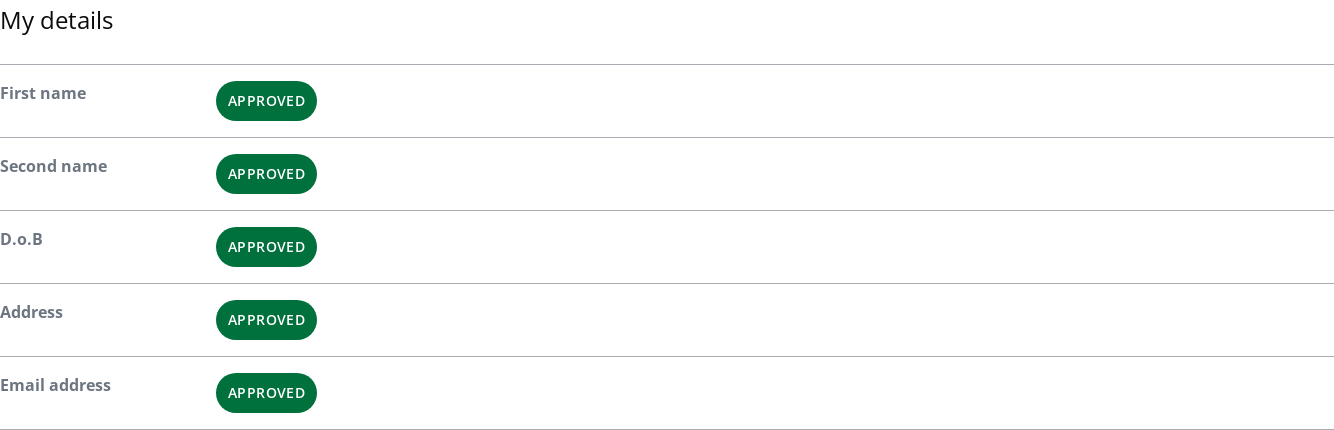 My details
First name APPROVED
Second name APPROVED
D.o.B APPROVED
Address APPROVED
Email address APPROVED